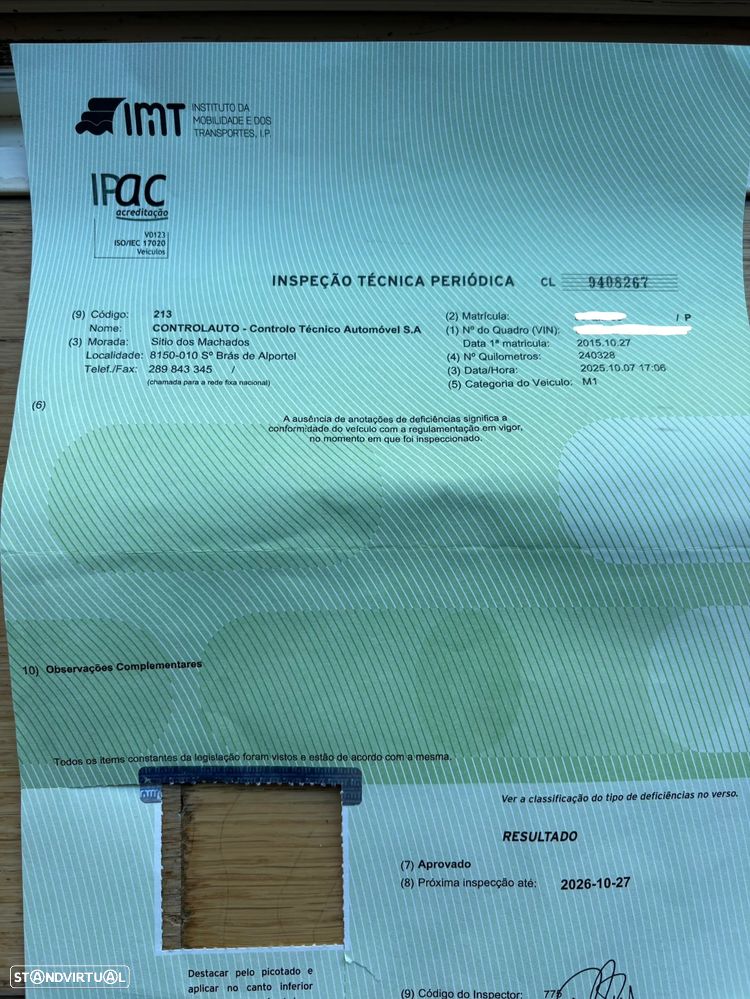 IMT INSTITUTO DA
MOBILIDADE E DOS
TRANSPORTES, I.P.
IPAC
acreditação
V0123
ISO/IEC 17020
Veículos
INSPEÇÃO TÉCNICA PERIÓDICA CL 9408267
(9) Código: 213
Nome: CONTROLAUTO - Controlo Técnico Automóvel S.A
(3) Morada: Sitio dos Machados
Localidade: 8150-010 Sº Brás de Alportel
Telef./Fax: 289 843 345 /
(chamada para a rede fixa nacional)
(2) Matrícula: / P
(1) Nº do Quadro (VIN):
Data 1ª matricula: 2015.10.27
(4) Nº Quilometros: 240328
(3) Data/Hora: 2025.10.07 17:06
(5) Categoria do Veiculo: M1
(6)
A ausência de anotações de deficiências significa a
conformidade do veículo com a regulamentação em vigor,
no momento em que foi inspeccionado.
10) Observações Complementares
Todos os items constantes da legislação foram vistos e estão de acordo com a mesma.
Ver a classificação do tipo de deficiências no verso.
RESULTADO
(7) Aprovado
(8) Próxima inspecção até: 2026-10-27
Destacar pelo picotado e
aplicar no canto inferior
(9) Código do Inspector:
STANDVIRTUAL